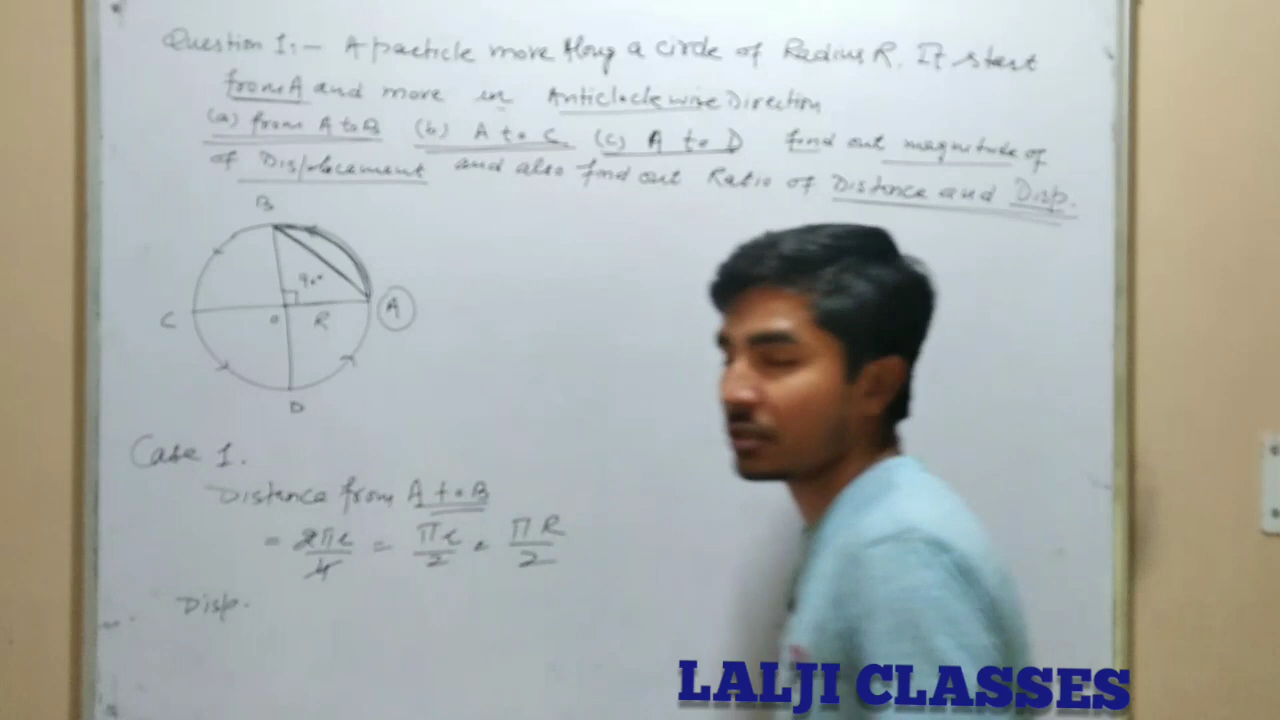 Question 1:- A particle move Along a circle of Radius R. It start
from A and move in Anticlockwise Direction
(a) from A to B (b) A to C (c) A to D find out magnitude of
of Displacement and also find out Ratio of Distance and Disp.
B
90°
C
O
R
A
D
Case 1.
Distance from A to B
= 2πr/4 = πr/2 = πR/2
Disp.
LALJI CLASSES